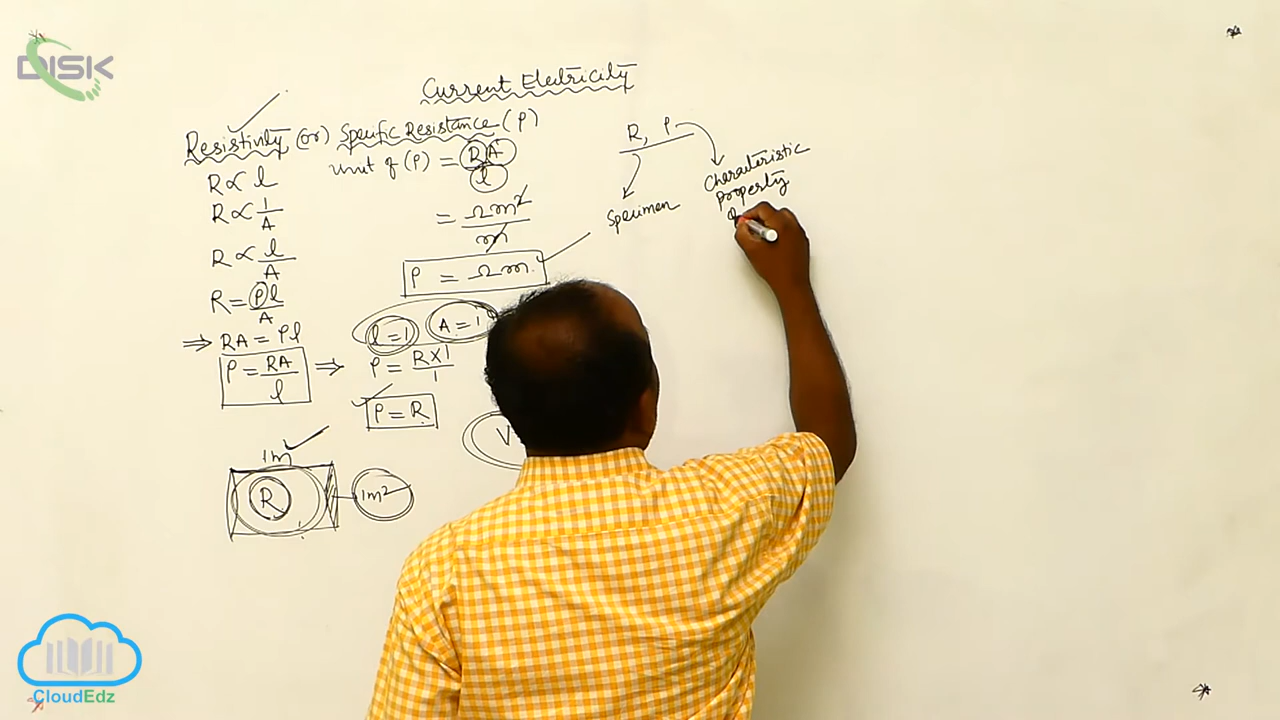 DISK
Current Electricity
Resistivity (or) Specific Resistance (ρ)
R ∝ l
R ∝ 1/A
R ∝ l/A
R = ρl/A
⇒ RA = ρl
ρ = RA/l ⇒
unit of (ρ) = RA/l
= Ωm²/m
ρ = Ωm.
l = 1 A = 1
ρ = R×1/1
ρ = R
1m
R
1m²
V
R, ρ
Specimen
Characteristic
property
CloudEdz